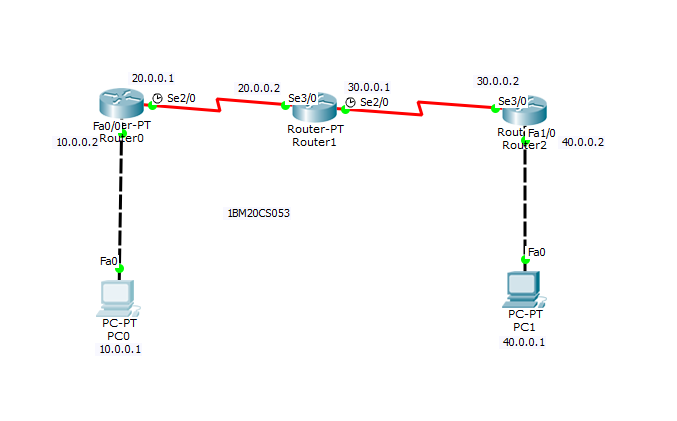 20.0.0.1
Se2/0
20.0.0.2
Se3/0
30.0.0.1
Se2/0
30.0.0.2
Se3/0
Fa0/0er-PT
Router0
10.0.0.2
Router-PT
Router1
Rout
Fa1/0
Router2
40.0.0.2
1BM20CS053
Fa0
PC-PT
PC0
10.0.0.1
Fa0
PC-PT
PC1
40.0.0.1